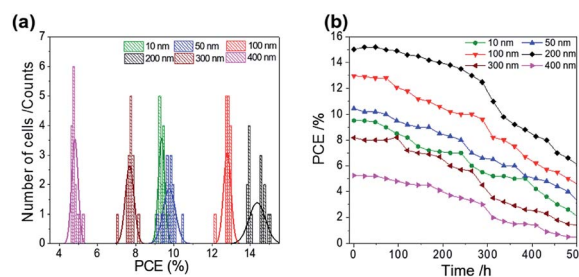 (a)
Number of cells /Counts
7
6
5
4
3
2
1
0
10 nm 50 nm 100 nm
200 nm 300 nm 400 nm
4 6 8 10 12 14
PCE (%)
(b)
PCE /%
16
14
12
10
8
6
4
2
0
10 nm 50 nm
100 nm 200 nm
300 nm 400 nm
0 100 200 300 400 500
Time /h